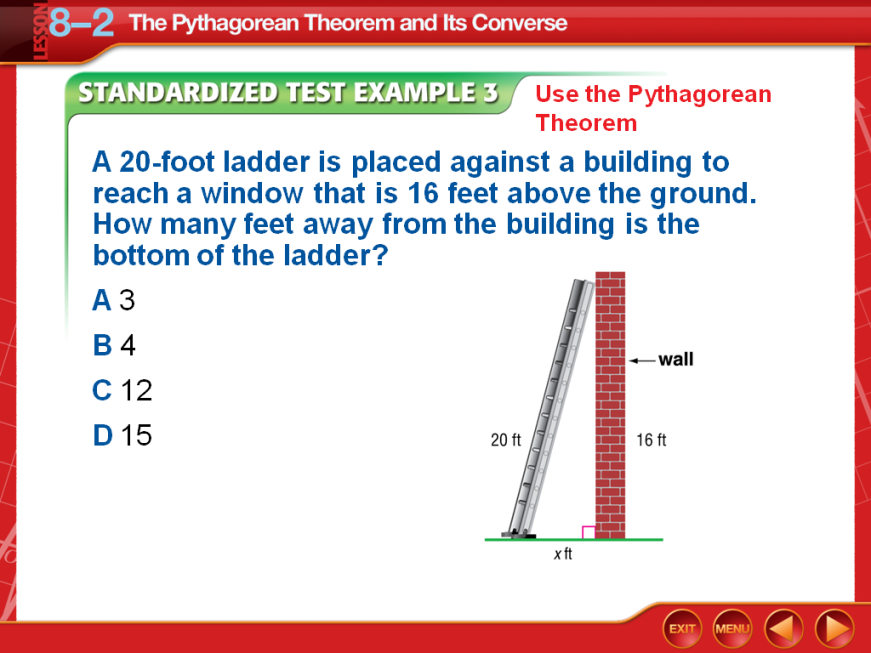 LESSON
8–2 The Pythagorean Theorem and Its Converse
STANDARDIZED TEST EXAMPLE 3
Use the Pythagorean
Theorem
A 20-foot ladder is placed against a building to
reach a window that is 16 feet above the ground.
How many feet away from the building is the
bottom of the ladder?
A 3
B 4
C 12
D 15
wall
20 ft
16 ft
x ft
EXIT
MENU